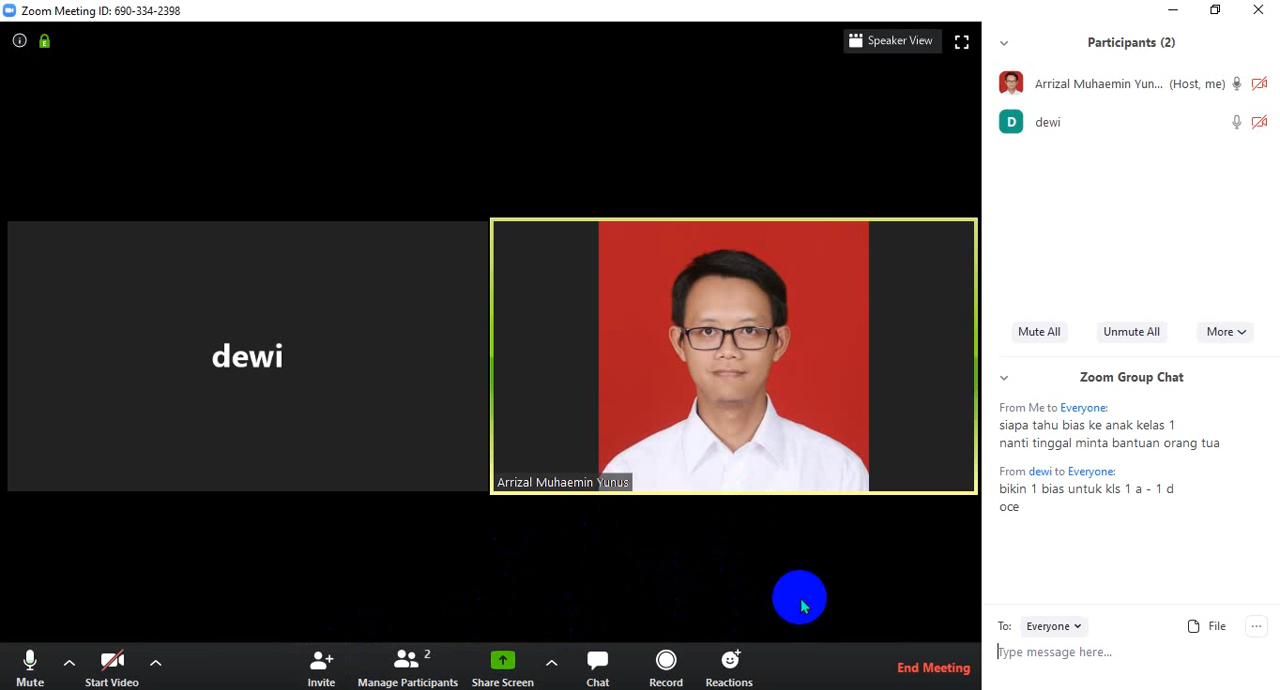 Zoom Meeting ID: 690-334-2398
Speaker View
dewi
Arrizal Muhaemin Yunus
Mute
Start Video
Invite
2
Manage Participants
Share Screen
Chat
Record
Reactions
End Meeting
Participants (2)
Arrizal Muhaemin Yun... (Host, me)
D dewi
Mute All Unmute All More
Zoom Group Chat
From Me to Everyone:
siapa tahu bias ke anak kelas 1
nanti tinggal minta bantuan orang tua
From dewi to Everyone:
bikin 1 bias untuk kls 1 a - 1 d
oce
To: Everyone File ...
Type message here...